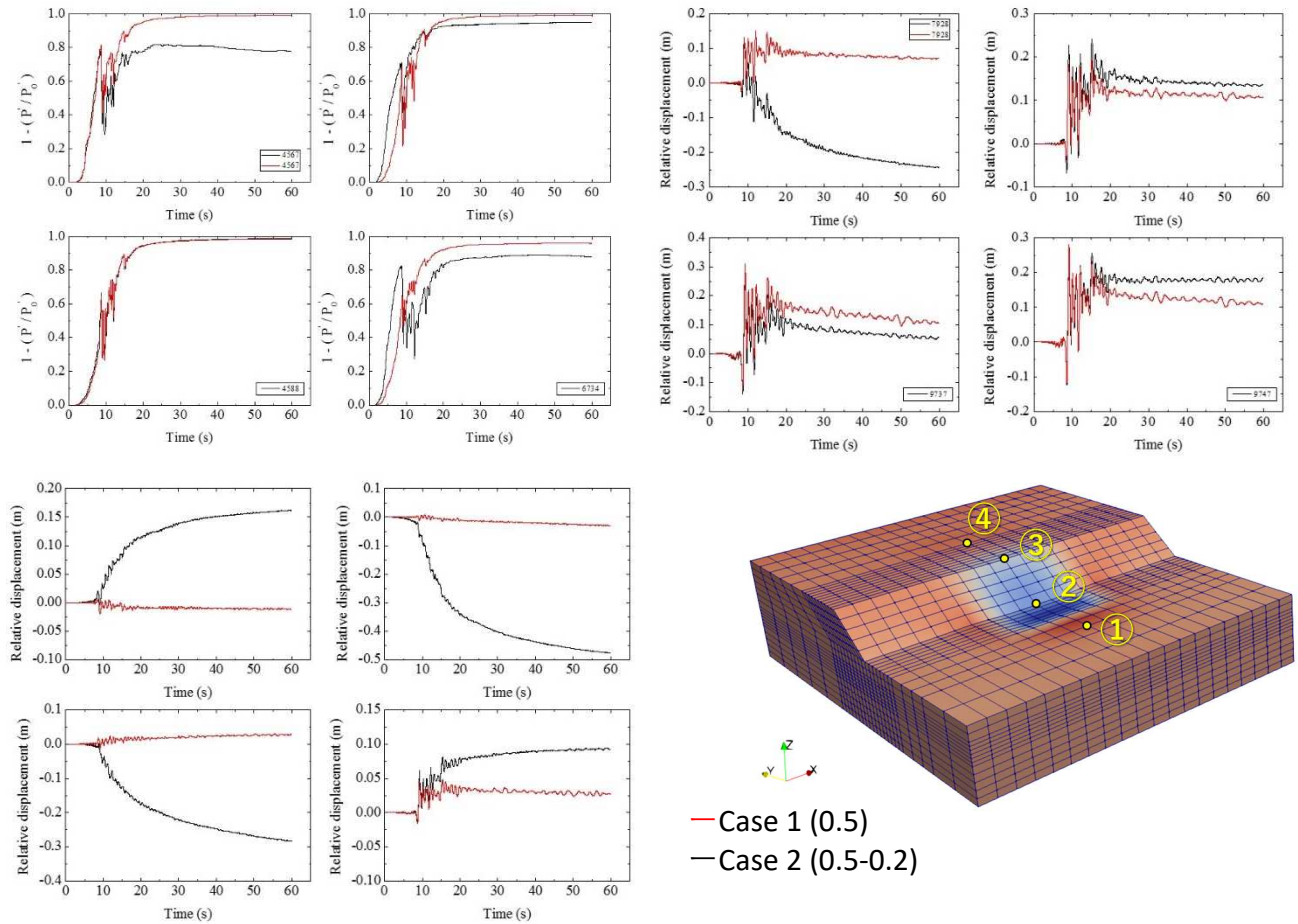 1 - ( P' / P₀' )
1.0
0.8
0.6
0.4
0.2
0.0
4567
4567
0 10 20 30 40 50 60
Time (s)
1 - ( P' / P₀' )
1.0
0.8
0.6
0.4
0.2
0.0
0 10 20 30 40 50 60
Time (s)
Relative displacement (m)
0.2
0.1
0.0
-0.1
-0.2
-0.3
7928
7928
0 10 20 30 40 50 60
Time (s)
Relative displacement (m)
0.3
0.2
0.1
0.0
-0.1
0 10 20 30 40 50 60
Time (s)
1 - ( P' / P₀' )
1.0
0.8
0.6
0.4
0.2
0.0
4588
0 10 20 30 40 50 60
Time (s)
1 - ( P' / P₀' )
1.0
0.8
0.6
0.4
0.2
0.0
6734
0 10 20 30 40 50 60
Time (s)
Relative displacement (m)
0.4
0.3
0.2
0.1
0.0
-0.1
-0.2
9737
0 10 20 30 40 50 60
Time (s)
Relative displacement (m)
0.3
0.2
0.1
0.0
-0.1
-0.2
9747
0 10 20 30 40 50 60
Time (s)
Relative displacement (m)
0.20
0.15
0.10
0.05
0.00
-0.05
-0.10
0 10 20 30 40 50 60
Time (s)
Relative displacement (m)
0.1
0.0
-0.1
-0.2
-0.3
-0.4
-0.5
0 10 20 30 40 50 60
Time (s)
Relative displacement (m)
0.1
0.0
-0.1
-0.2
-0.3
-0.4
0 10 20 30 40 50 60
Time (s)
Relative displacement (m)
0.15
0.10
0.05
0.00
-0.05
-0.10
0 10 20 30 40 50 60
Time (s)
④
③
②
①
Z
Y
X
Case 1 (0.5)
Case 2 (0.5-0.2)